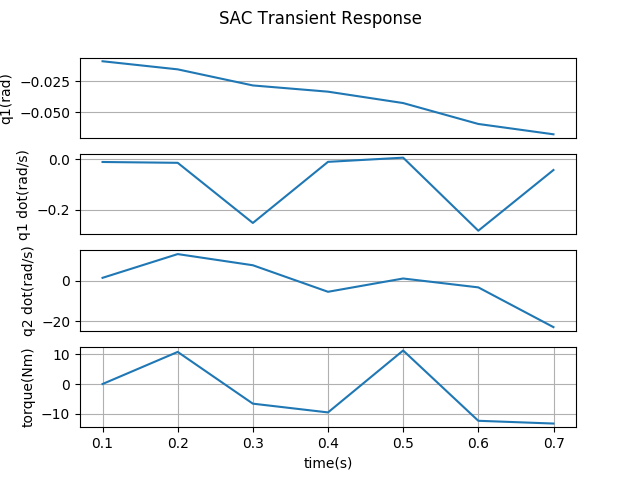 SAC Transient Response
q1(rad)
−0.025
−0.050
q1 dot(rad/s)
0.0
−0.2
q2 dot(rad/s)
0
−20
torque(Nm)
10
0
−10
0.1 0.2 0.3 0.4 0.5 0.6 0.7
time(s)